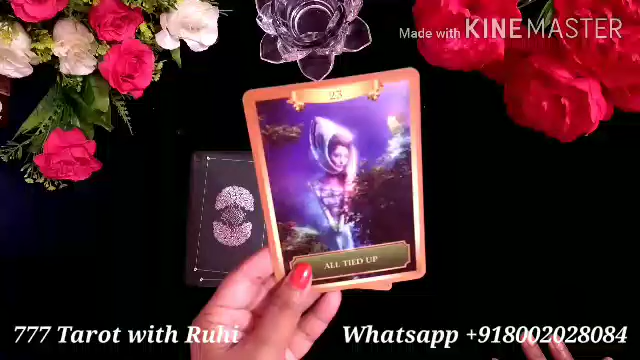 Made with KINEMASTER
23
ALL TIED UP
777 Tarot with Ruhi
Whatsapp +918002028084